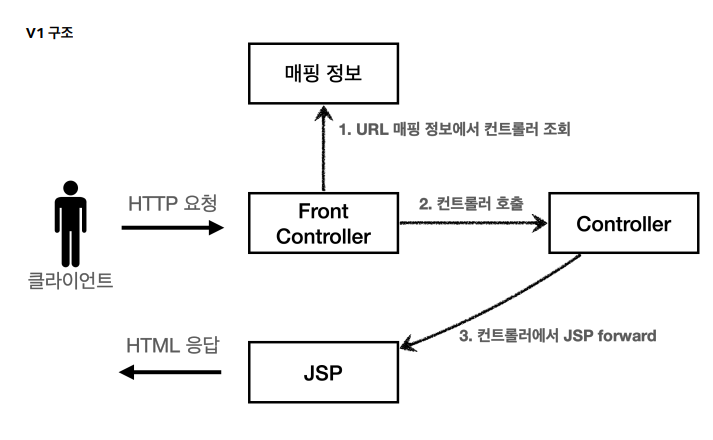 V1 구조
매핑 정보
1. URL 매핑 정보에서 컨트롤러 조회
HTTP 요청
Front
Controller
2. 컨트롤러 호출
Controller
클라이언트
3. 컨트롤러에서 JSP forward
HTML 응답
JSP